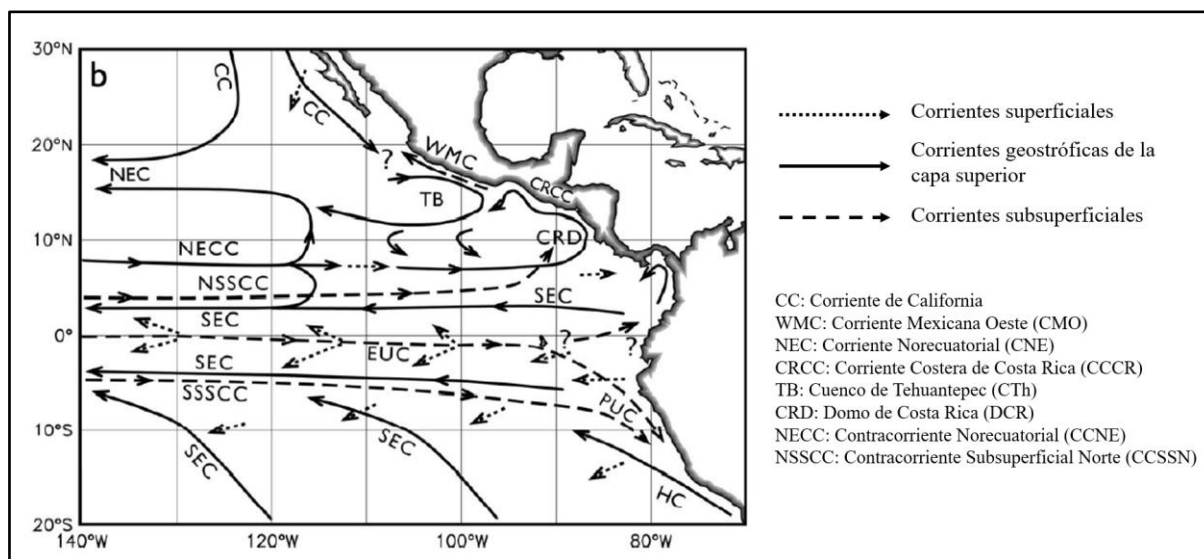 b
30°N
20°N
10°N
0°
10°S
20°S
140°W
120°W
100°W
80°W
CC
CC
?
WMC
CRCC
NEC
TB
CRD
NECC
NSSCC
SEC
SEC
?
?
EUC
SEC
SSSCC
PUC
SEC
SEC
HC
Corrientes superficiales
Corrientes geostróficas de la
capa superior
Corrientes subsuperficiales
CC: Corriente de California
WMC: Corriente Mexicana Oeste (CMO)
NEC: Corriente Norecuatorial (CNE)
CRCC: Corriente Costera de Costa Rica (CCCR)
TB: Cuenco de Tehuantepec (CTh)
CRD: Domo de Costa Rica (DCR)
NECC: Contracorriente Norecuatorial (CCNE)
NSSCC: Contracorriente Subsuperficial Norte (CCSSN)